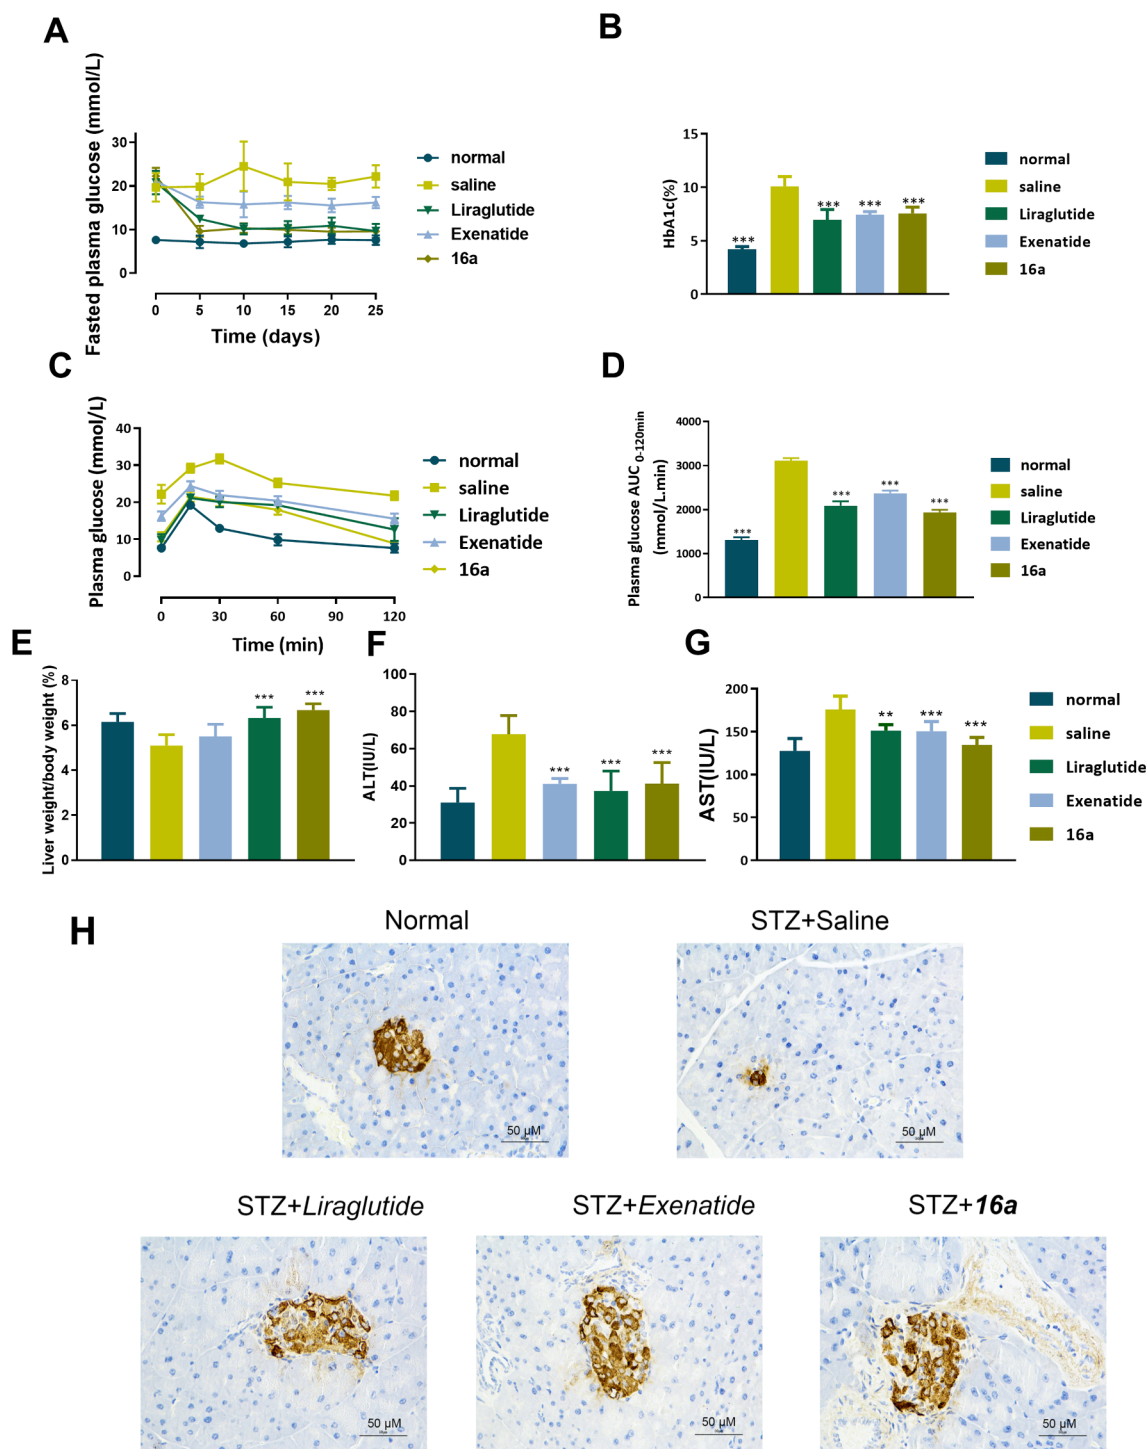 A
Fasted plasma glucose (mmol/L)
30
20
10
0
0 5 10 15 20 25
Time (days)
normal
saline
Liraglutide
Exenatide
16a
B
HbA1c(%)
15
10
5
0
***
***
***
***
normal
saline
Liraglutide
Exenatide
16a
C
Plasma glucose (mmol/L)
40
30
20
10
0
0 30 60 90 120
Time (min)
normal
saline
Liraglutide
Exenatide
16a
D
Plasma glucose AUC 0-120min
(mmol/L.min)
4000
3000
2000
1000
0
***
***
***
***
normal
saline
Liraglutide
Exenatide
16a
E
Liver weight/body weight (%)
8
6
4
2
0
***
***
F
ALT(IU/L)
100
80
60
40
20
0
***
***
***
G
AST(IU/L)
200
150
100
50
0
**
***
***
normal
saline
Liraglutide
Exenatide
16a
H
Normal
STZ+Saline
50 µM
50 µM
STZ+Liraglutide
STZ+Exenatide
STZ+16a
50 µM
50 µM
50 µM